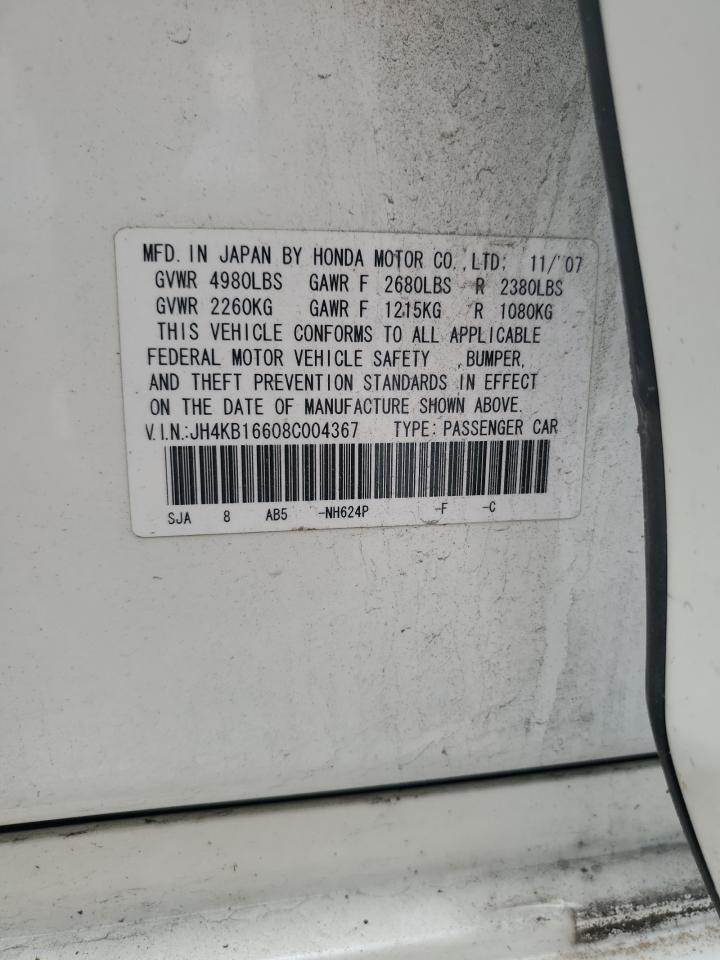 MFD. IN JAPAN BY HONDA MOTOR CO.,LTD. 11/'07
GVWR 4980LBS GAWR F 2680LBS R 2380LBS
GVWR 2260KG GAWR F 1215KG R 1080KG
THIS VEHICLE CONFORMS TO ALL APPLICABLE
FEDERAL MOTOR VEHICLE SAFETY ,BUMPER,
AND THEFT PREVENTION STANDARDS IN EFFECT
ON THE DATE OF MANUFACTURE SHOWN ABOVE.
V.I.N.:JH4KB16608C004367 TYPE:PASSENGER CAR
SJA 8 AB5 -NH624P -F -C